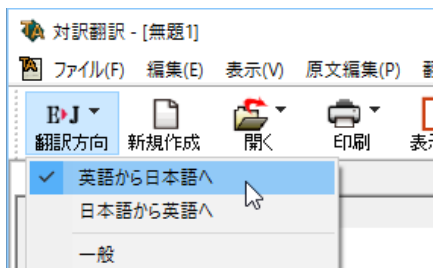 対訳翻訳 - [無題1]
ファイル(F) 編集(E) 表示(V) 原文編集(P)
E▸J
翻訳方向 新規作成 開く 印刷
英語から日本語へ
日本語から英語へ
一般